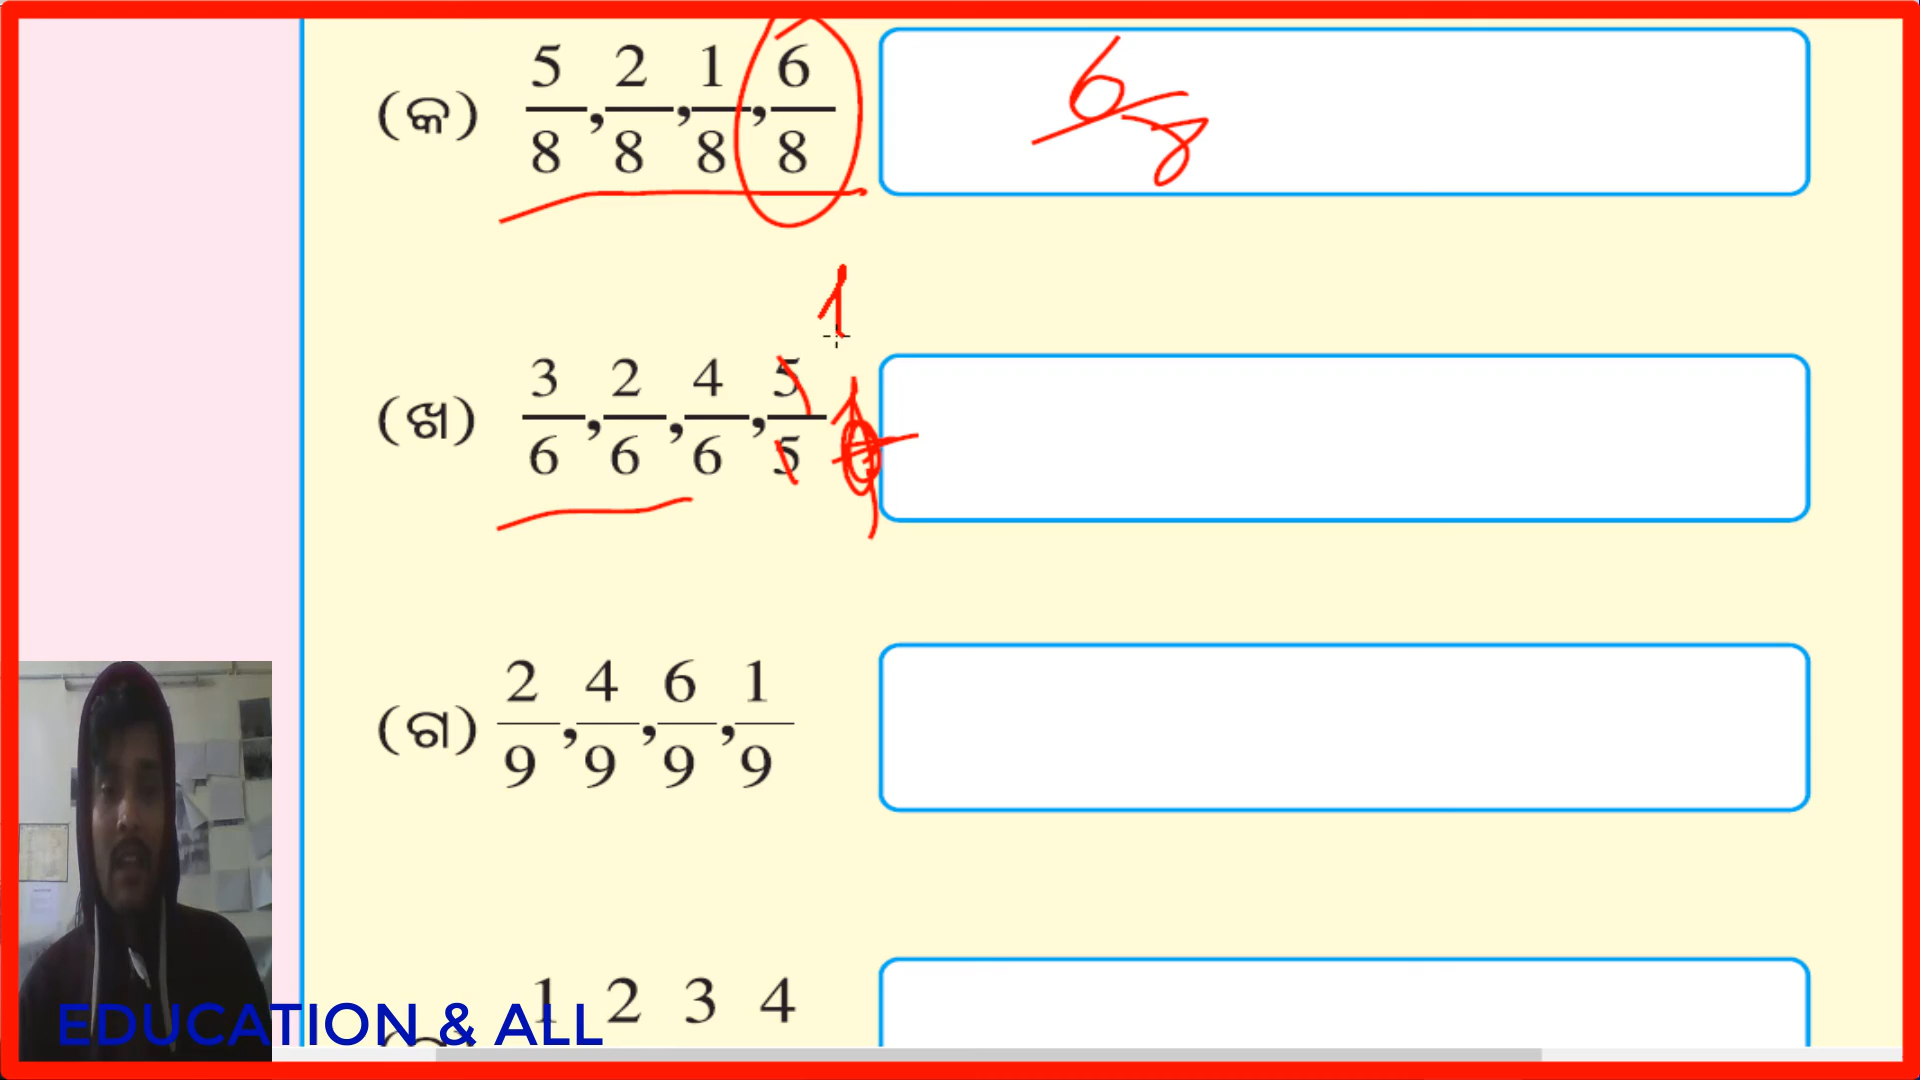 (କ) 5/8, 2/8, 1/8, 6/8 6/8
1
(ଖ) 3/6, 2/6, 4/6, 5/5 1
(ଗ) 2/9, 4/9, 6/9, 1/9
1 2 3 4
EDUCATION & ALL